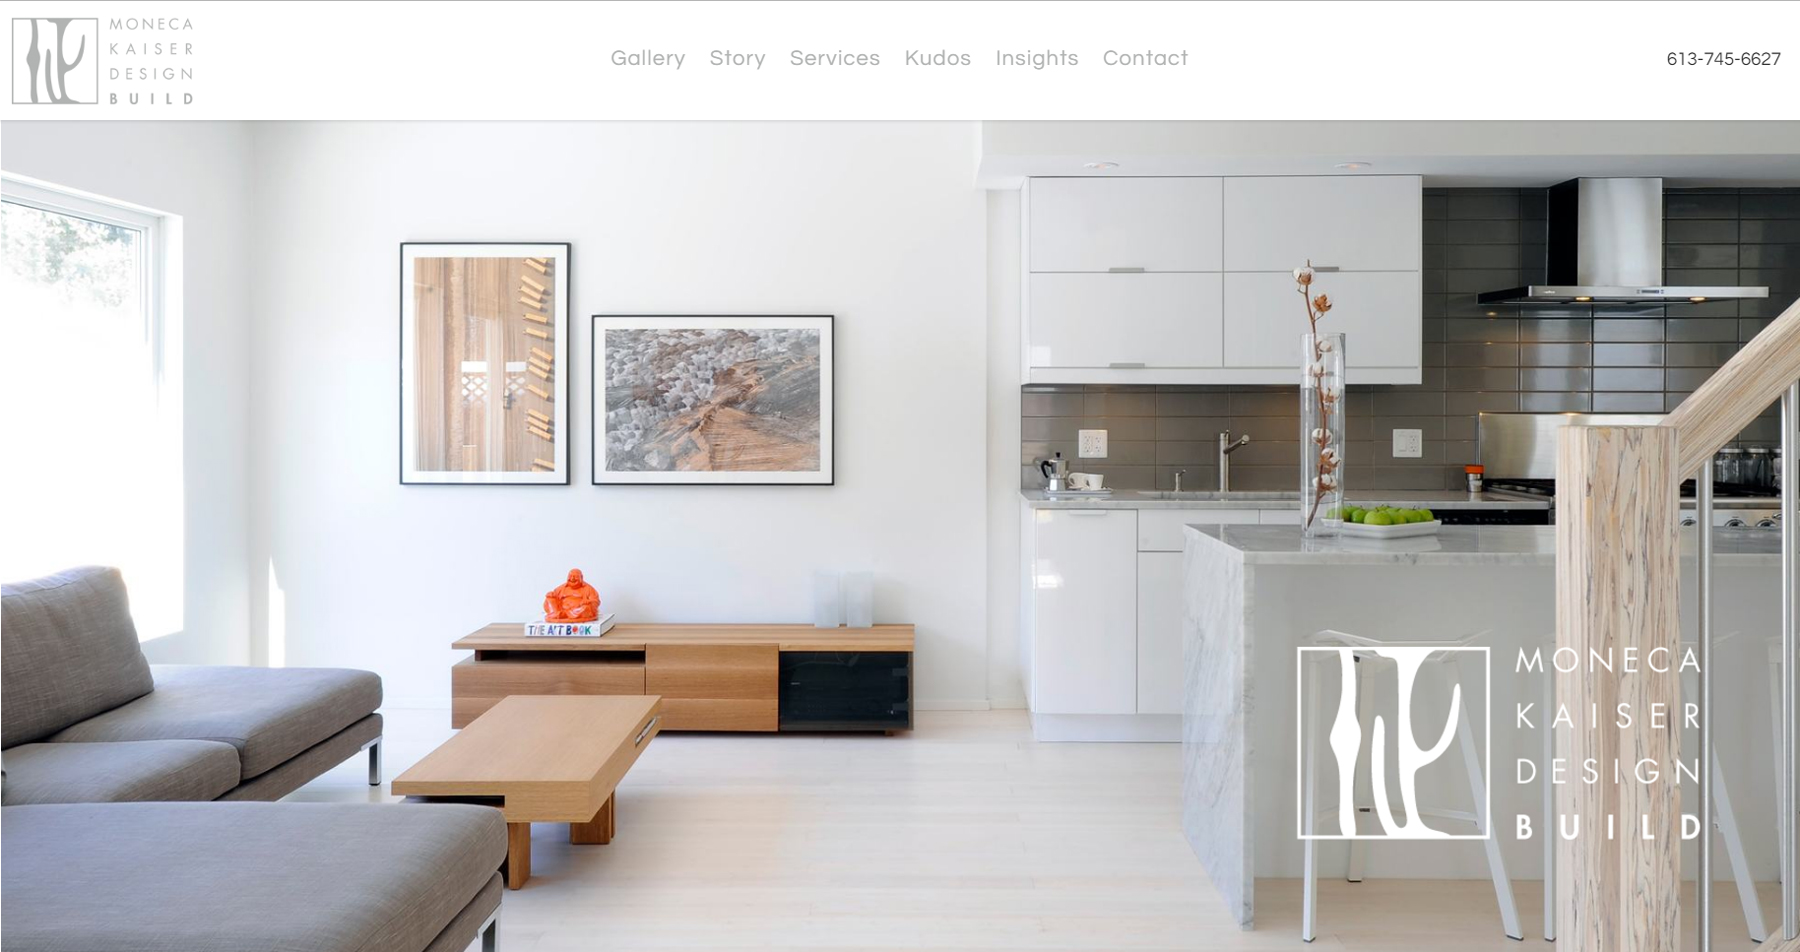 MONECA
KAISER
DESIGN
BUILD
Gallery Story Services Kudos Insights Contact
613-745-6627
THE ART BOOK
MONECA
KAISER
DESIGN
BUILD